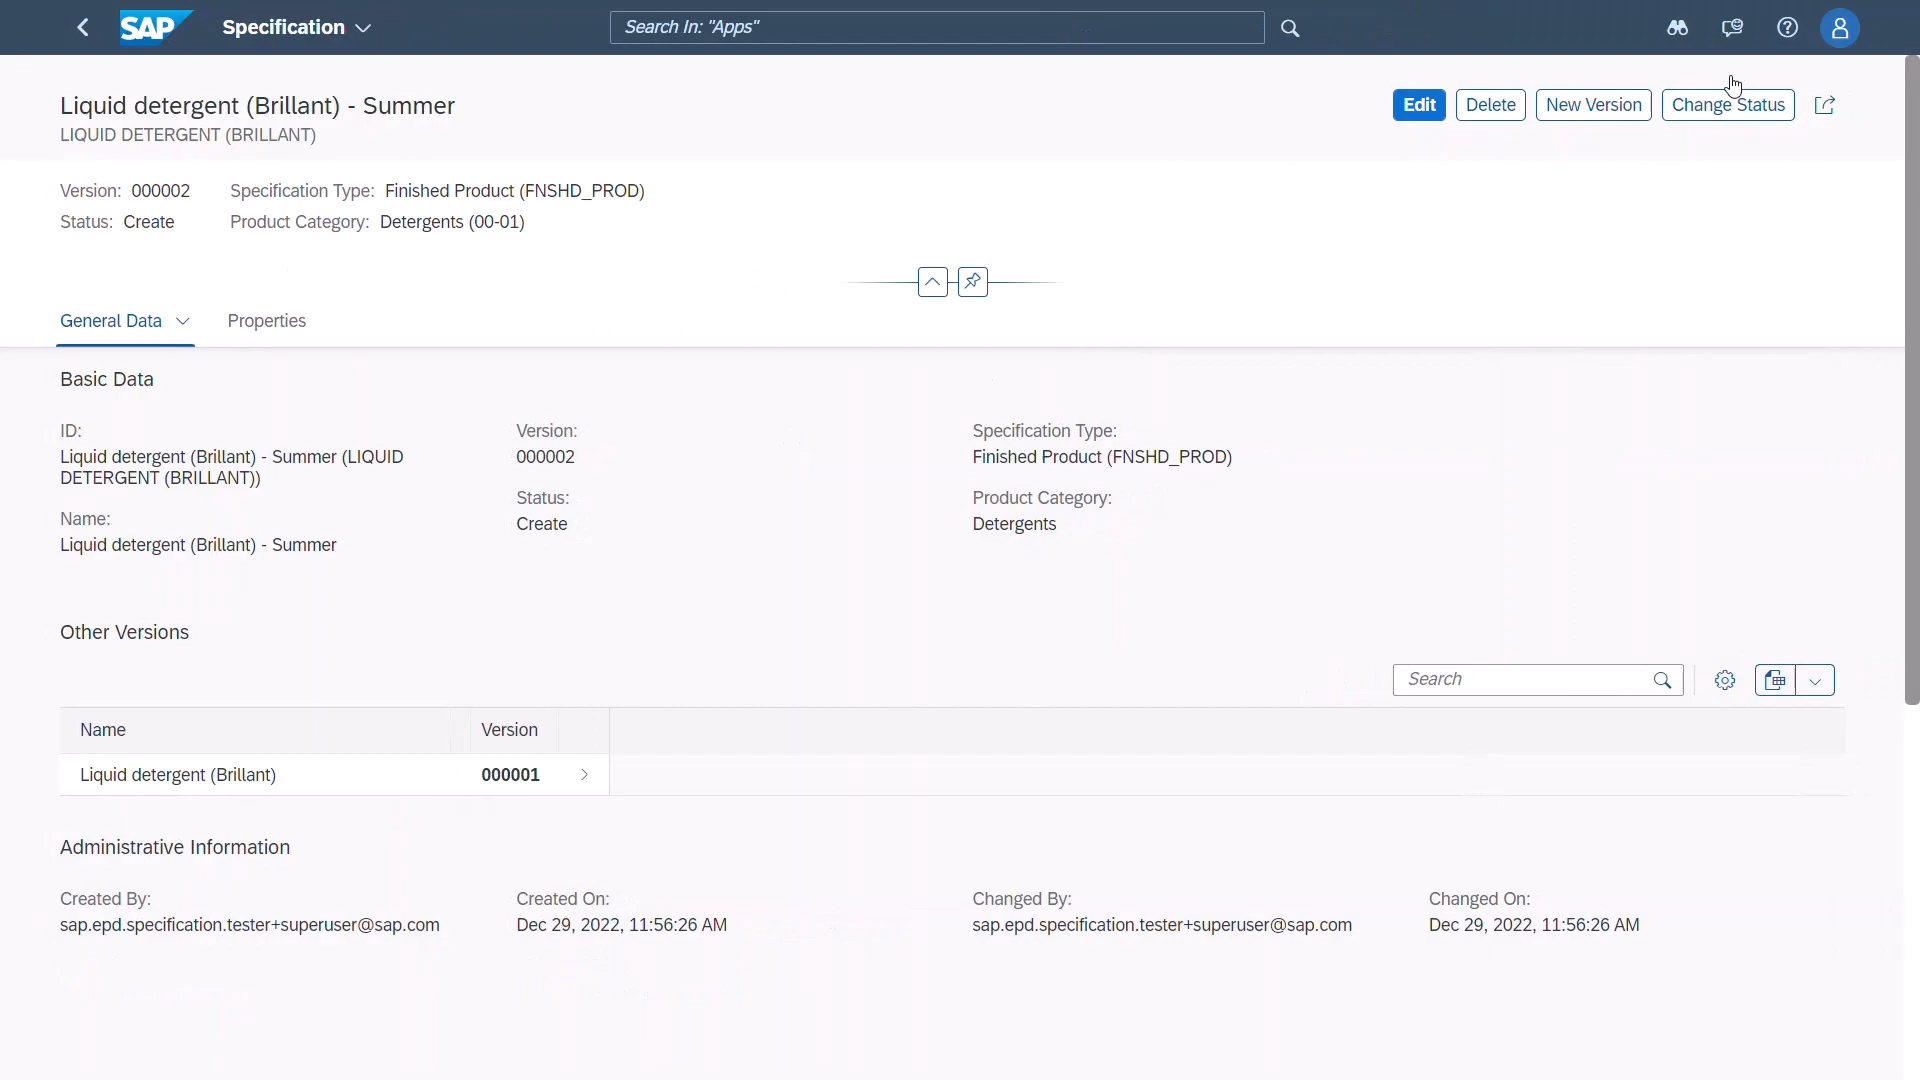 SAP Specification Search In: "Apps"
Liquid detergent (Brillant) - Summer
LIQUID DETERGENT (BRILLANT)
Edit Delete New Version Change Status
Version: 000002 Specification Type: Finished Product (FNSHD_PROD)
Status: Create Product Category: Detergents (00-01)
General Data Properties
Basic Data
ID:
Liquid detergent (Brillant) - Summer (LIQUID
DETERGENT (BRILLANT))
Name:
Liquid detergent (Brillant) - Summer
Version:
000002
Status:
Create
Specification Type:
Finished Product (FNSHD_PROD)
Product Category:
Detergents
Other Versions
Search
Name Version
Liquid detergent (Brillant) 000001
Administrative Information
Created By:
sap.epd.specification.tester+superuser@sap.com
Created On:
Dec 29, 2022, 11:56:26 AM
Changed By:
sap.epd.specification.tester+superuser@sap.com
Changed On:
Dec 29, 2022, 11:56:26 AM